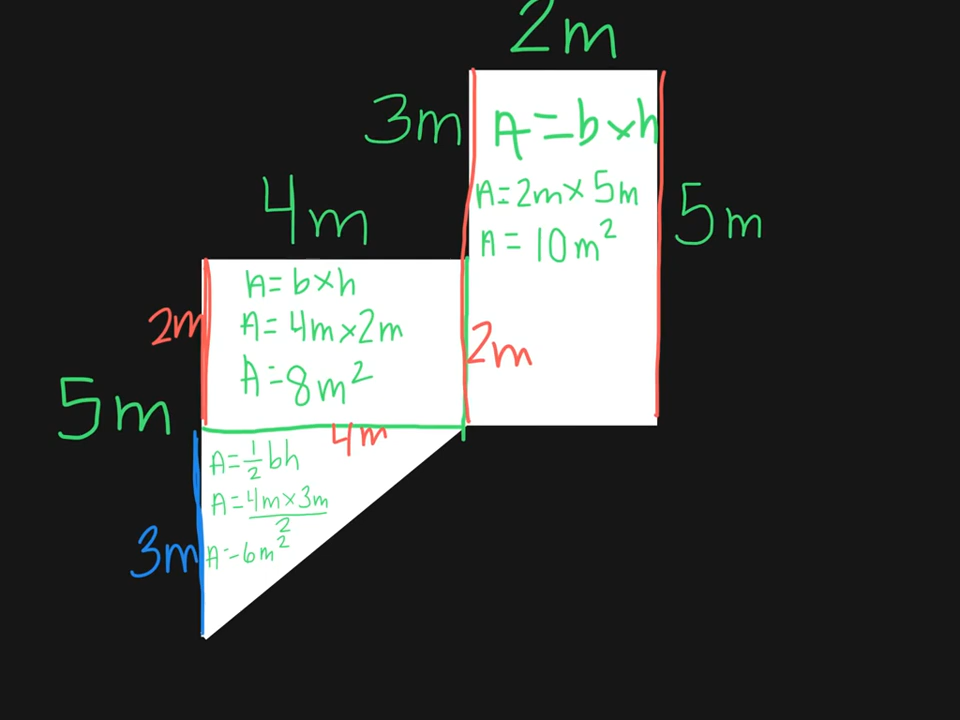 2m
3m
A=b×h
A=2m×5m
A=10m²
5m
4m
2m
A=b×h
A=4m×2m
A=8m²
2m
5m
4m
A=1/2bh
A=4m×3m/2
A=6m²
3m